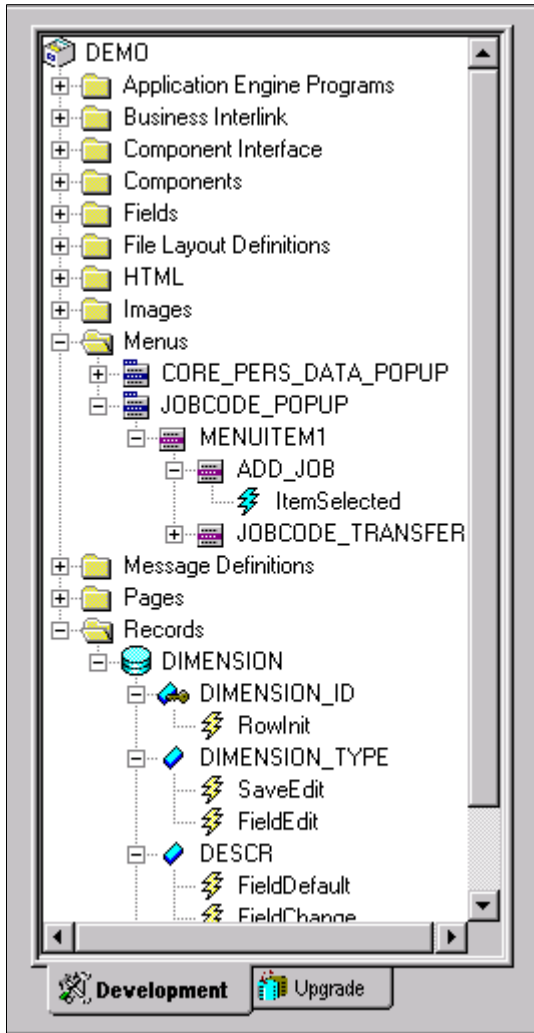 DEMO
Application Engine Programs
Business Interlink
Component Interface
Components
Fields
File Layout Definitions
HTML
Images
Menus
CORE_PERS_DATA_POPUP
JOBCODE_POPUP
MENUITEM1
ADD_JOB
ItemSelected
JOBCODE_TRANSFER
Message Definitions
Pages
Records
DIMENSION
DIMENSION_ID
RowInit
DIMENSION_TYPE
SaveEdit
FieldEdit
DESCR
FieldDefault
FieldChange
Development Upgrade